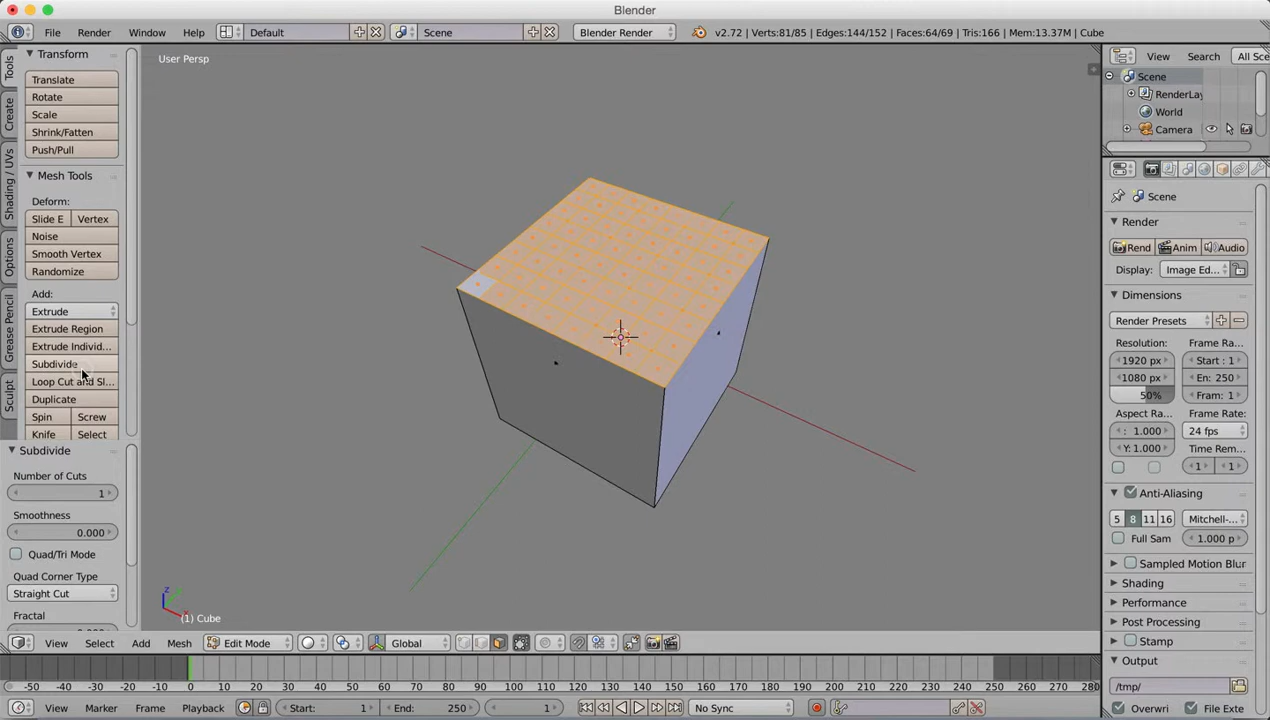 Blender
File Render Window Help Default Scene Blender Render v2.72 | Verts:81/85 | Edges:144/152 | Faces:64/69 | Tris:166 | Mem:13.37M | Cube
Tools
Create
Shading / UVs
Options
Grease Pencil
Sculpt
Transform
Translate
Rotate
Scale
Shrink/Fatten
Push/Pull
Mesh Tools
Deform:
Slide E Vertex
Noise
Smooth Vertex
Randomize
Add:
Extrude
Extrude Region
Extrude Individ...
Subdivide
Loop Cut and Sl...
Duplicate
Spin Screw
Knife Select
Subdivide
Number of Cuts
1
Smoothness
0.000
Quad/Tri Mode
Quad Corner Type
Straight Cut
Fractal
User Persp
z
(1) Cube
View Search All Sce
Scene
RenderLay
World
Camera
Scene
Render
Rend Anim Audio
Display: Image Ed...
Dimensions
Render Presets
Resolution: Frame Ra...
1920 px Start : 1
1080 px En: 250
50% Fram: 1
Aspect Ra... Frame Rate:
: 1.000 24 fps
Y: 1.000 Time Rem...
1 1
Anti-Aliasing
5 8 11 16 Mitchell-...
Full Sam 1.000 p
Sampled Motion Blur
Shading
Performance
Post Processing
Stamp
Output
/tmp/
Overwri File Exte
View Select Add Mesh Edit Mode Global
-50 -40 -30 -20 -10 0 10 20 30 40 50 60 70 80 90 100 110 120 130 140 150 160 170 180 190 200 210 220 230 240 250 260 270 280
View Marker Frame Playback Start: 1 End: 250 1 No Sync